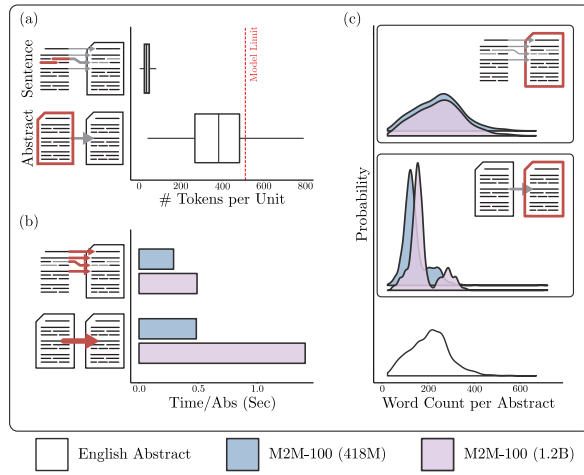 (a)
Sentence
Abstract
Model Limit
0
200
400
600
800
# Tokens per Unit
(b)
0.0
0.5
1.0
Time/Abs (Sec)
(c)
Probability
0
200
400
600
Word Count per Abstract
English Abstract
M2M-100 (418M)
M2M-100 (1.2B)